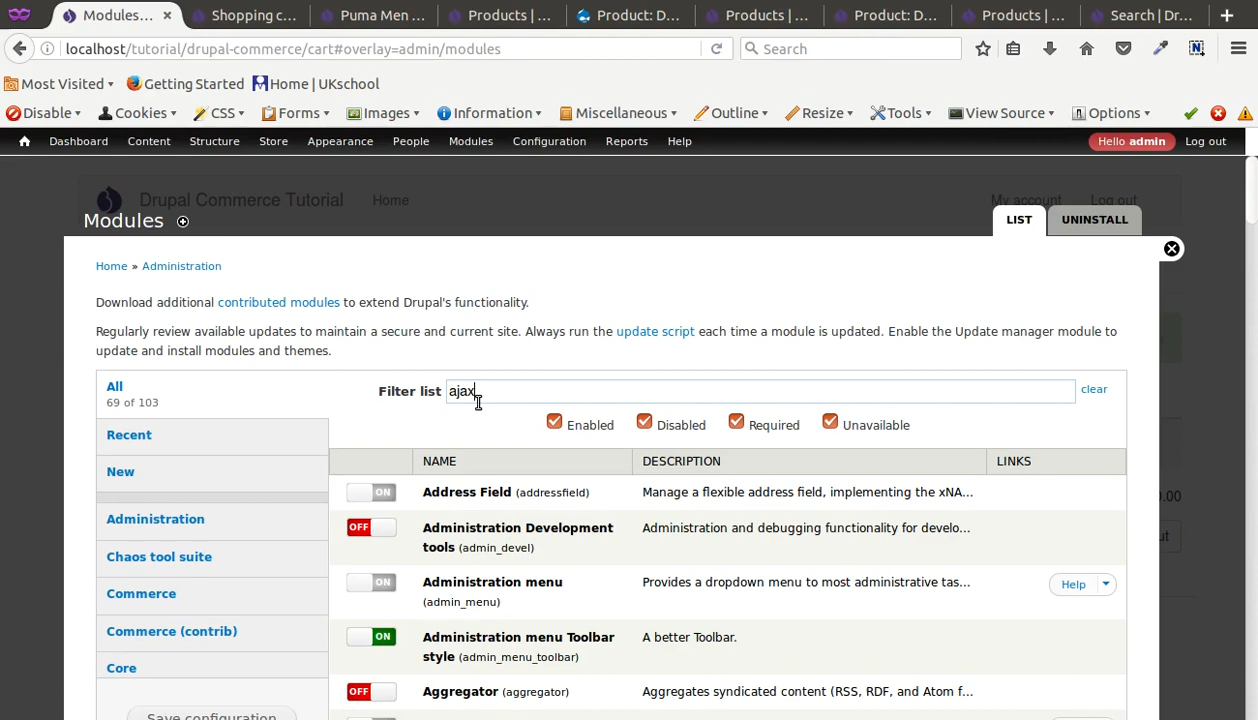 Modules...
Shopping c...
Puma Men ...
Products | ...
Product: D...
Products | ...
Product: D...
Products | ...
Search | Dr...
localhost/tutorial/drupal-commerce/cart#overlay=admin/modules
Search
Most Visited
Getting Started
Home | UKschool
Disable
Cookies
CSS
Forms
Images
Information
Miscellaneous
Outline
Resize
Tools
View Source
Options
Dashboard
Content
Structure
Store
Appearance
People
Modules
Configuration
Reports
Help
Hello admin
Log out
Drupal Commerce Tutorial
Home
My account
Log out
Modules
LIST
UNINSTALL
Home » Administration
Download additional contributed modules to extend Drupal's functionality.
Regularly review available updates to maintain a secure and current site. Always run the update script each time a module is updated. Enable the Update manager module to
update and install modules and themes.
All
69 of 103
Recent
New
Administration
Chaos tool suite
Commerce
Commerce (contrib)
Core
Save configuration
Filter list
ajax
clear
Enabled
Disabled
Required
Unavailable
NAME
DESCRIPTION
LINKS
ON
Address Field (addressfield)
Manage a flexible address field, implementing the xNA...
OFF
Administration Development
tools (admin_devel)
Administration and debugging functionality for develo...
ON
Administration menu
(admin_menu)
Provides a dropdown menu to most administrative tas...
Help
ON
Administration menu Toolbar
style (admin_menu_toolbar)
A better Toolbar.
OFF
Aggregator (aggregator)
Aggregates syndicated content (RSS, RDF, and Atom f...